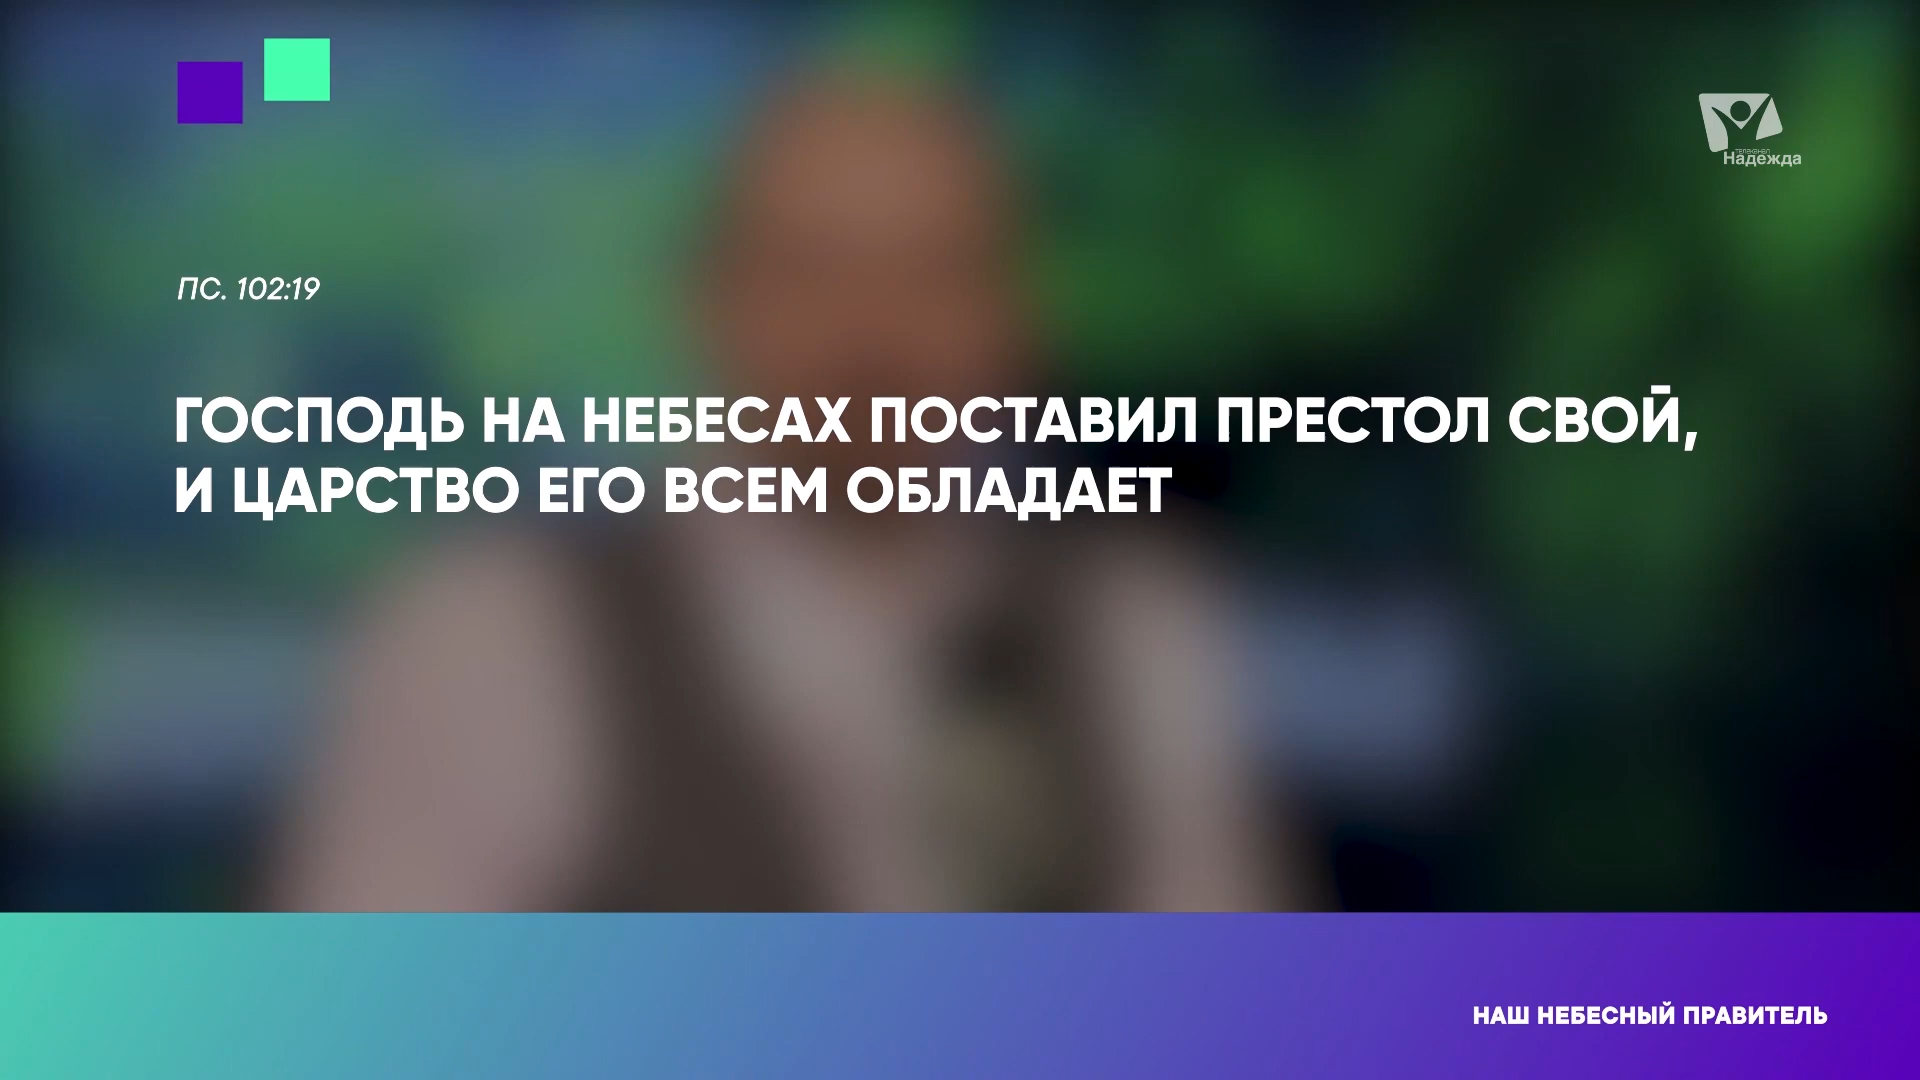 телеканал
Надежда
ПС. 102:19
ГОСПОДЬ НА НЕБЕСАХ ПОСТАВИЛ ПРЕСТОЛ СВОЙ,
И ЦАРСТВО ЕГО ВСЕМ ОБЛАДАЕТ
НАШ НЕБЕСНЫЙ ПРАВИТЕЛЬ